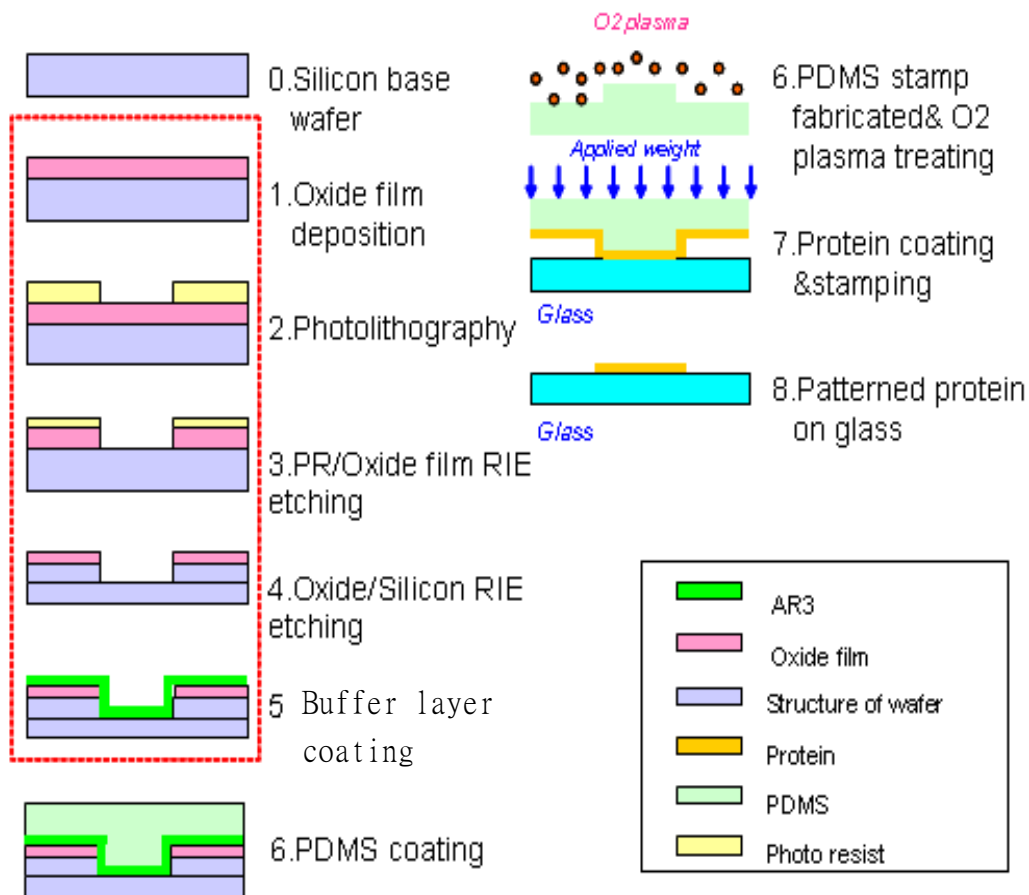 0.Silicon base
wafer
1.Oxide film
deposition
2.Photolithography
3.PR/Oxide film RIE
etching
4.Oxide/Silicon RIE
etching
5 Buffer layer
coating
6.PDMS coating
O2 plasma
6.PDMS stamp
fabricated& O2
plasma treating
Applied weight
7.Protein coating
&stamping
Glass
8.Patterned protein
on glass
Glass
AR3
Oxide film
Structure of wafer
Protein
PDMS
Photo resist